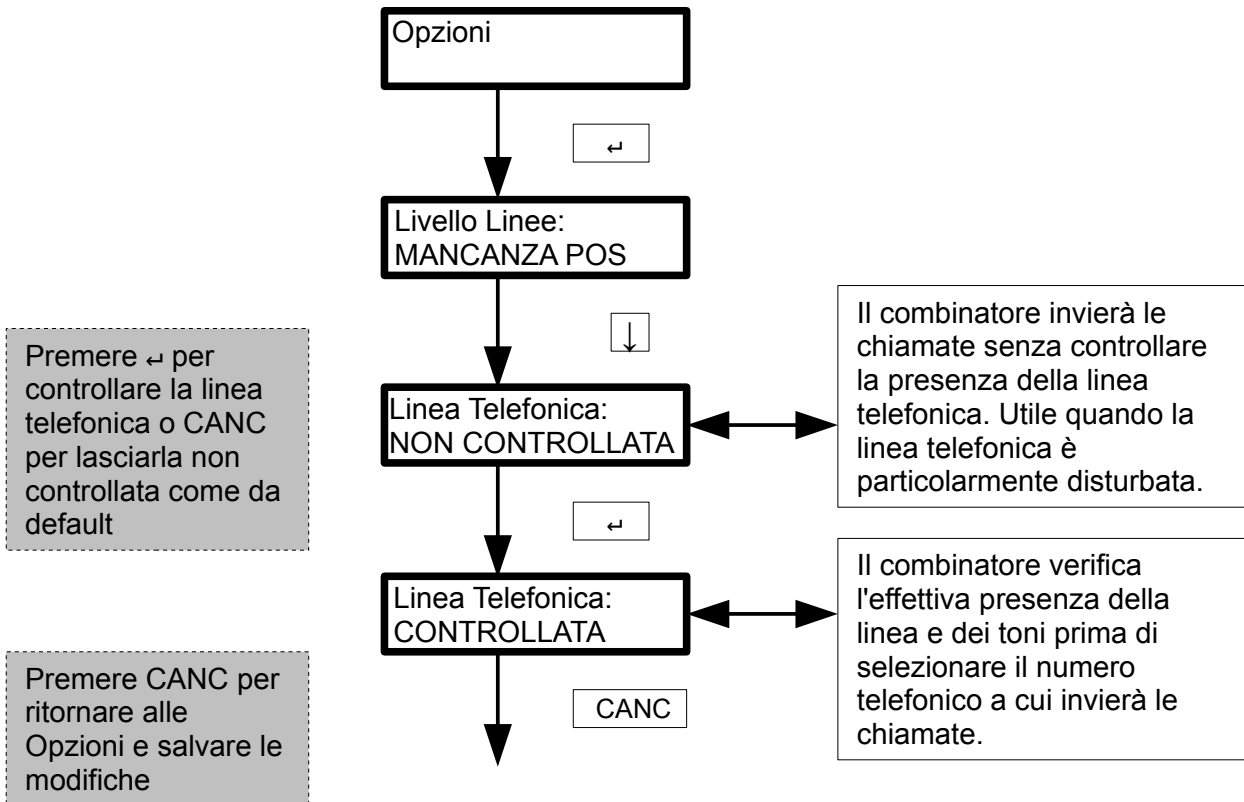 Opzioni
↵
Livello Linee:
MANCANZA POS
↓
Premere ↵ per
controllare la linea
telefonica o CANC
per lasciarla non
controllata come da
default
Linea Telefonica:
NON CONTROLLATA
Il combinatore invierà le
chiamate senza controllare
la presenza della linea
telefonica. Utile quando la
linea telefonica è
particolarmente disturbata.
↵
Linea Telefonica:
CONTROLLATA
Il combinatore verifica
l'effettiva presenza della
linea e dei toni prima di
selezionare il numero
telefonico a cui invierà le
chiamate.
Premere CANC per
ritornare alle
Opzioni e salvare le
modifiche
CANC